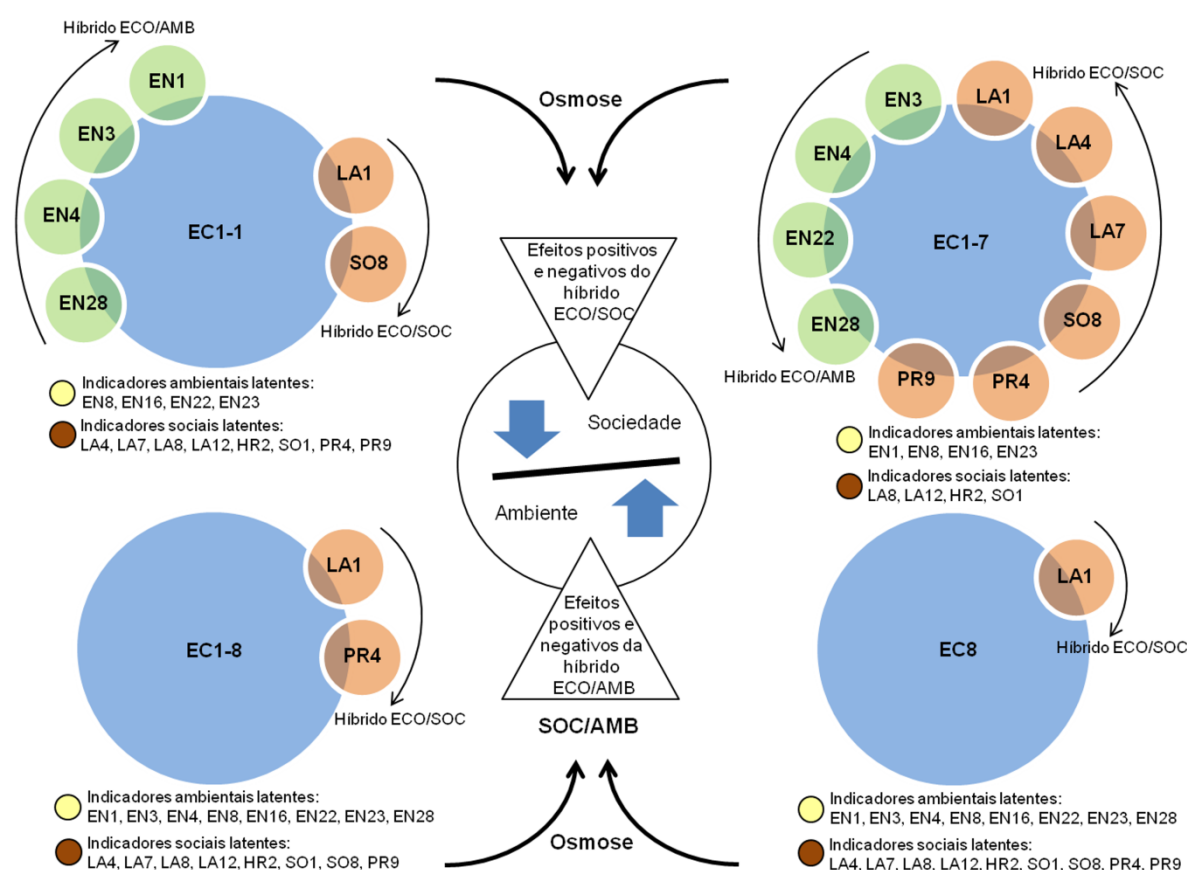 Híbrido ECO/AMB
EN1
EN3
EN4
EN28
EC1-1
LA1
SO8
Híbrido ECO/SOC
Indicadores ambientais latentes:
EN8, EN16, EN22, EN23
Indicadores sociais latentes:
LA4, LA7, LA8, LA12, HR2, SO1, PR4, PR9
Osmose
Efeitos positivos
e negativos do
híbrido
ECO/SOC
Sociedade
Ambiente
Efeitos
positivos e
negativos da
híbrido
ECO/AMB
SOC/AMB
Osmose
Híbrido ECO/SOC
EN3
LA1
EN4
LA4
EN22
EC1-7
LA7
EN28
SO8
PR9
PR4
Híbrido ECO/AMB
Indicadores ambientais latentes:
EN1, EN8, EN16, EN23
Indicadores sociais latentes:
LA8, LA12, HR2, SO1
EC1-8
LA1
PR4
Híbrido ECO/SOC
Indicadores ambientais latentes:
EN1, EN3, EN4, EN8, EN16, EN22, EN23, EN28
Indicadores sociais latentes:
LA4, LA7, LA8, LA12, HR2, SO1, SO8, PR9
EC8
LA1
Híbrido ECO/SOC
Indicadores ambientais latentes:
EN1, EN3, EN4, EN8, EN16, EN22, EN23, EN28
Indicadores sociais latentes:
LA4, LA7, LA8, LA12, HR2, SO1, SO8, PR4, PR9